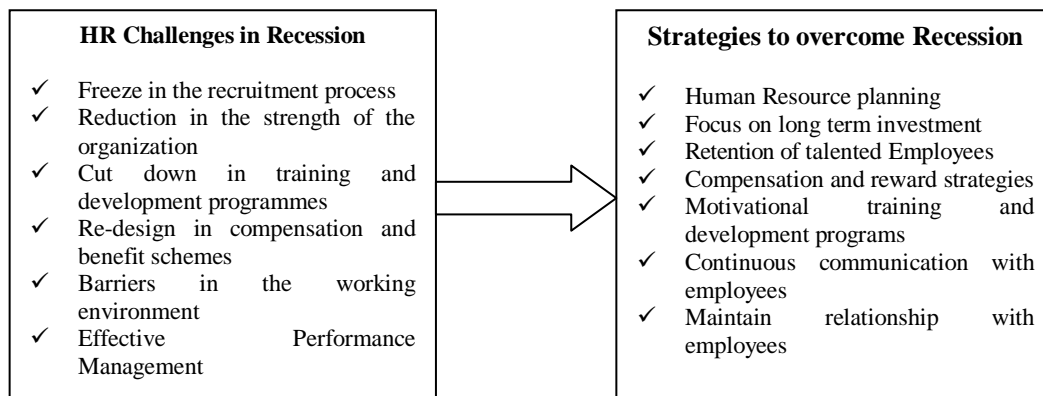 HR Challenges in Recession
✓ Freeze in the recruitment process
✓ Reduction in the strength of the
organization
✓ Cut down in training and
development programmes
✓ Re-design in compensation and
benefit schemes
✓ Barriers in the working
environment
✓ Effective Performance
Management
Strategies to overcome Recession
✓ Human Resource planning
✓ Focus on long term investment
✓ Retention of talented Employees
✓ Compensation and reward strategies
✓ Motivational training and
development programs
✓ Continuous communication with
employees
✓ Maintain relationship with
employees